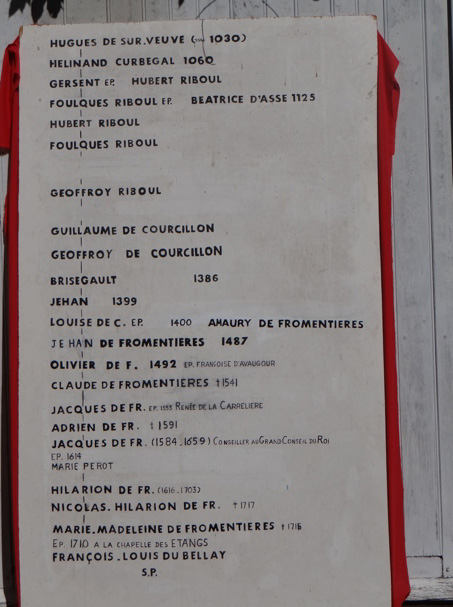 HUGUES DE SUR.VEUVE (1030)
HELINAND CURBEGAL 1060
GERSENT EP. HUBERT RIBOUL
FOULQUES RIBOUL EP. BEATRICE D'ASSE 1125
HUBERT RIBOUL
FOULQUES RIBOUL
GEOFFROY RIBOUL
GUILLAUME DE COURCILLON
GEOFFROY DE COURCILLON
BRISEGAULT 1386
JEHAN 1399
LOUISE DE C. EP. 1400 AMAURY DE FROMENTIERES
JEHAN DE FROMENTIERES 1487
OLIVIER DE F. 1492 EP. FRANÇOISE D'AVAUGOUR
CLAUDE DE FROMENTIERES †1541
JACQUES DE FR. EP. 1555 RENÉE DE LA CARRELIERE
ADRIEN DE FR. †1591
JACQUES DE FR. (1584.1659) CONSEILLER AU GRAND CONSEIL DU ROI
EP. 1614
MARIE PEROT
HILARION DE FR. (1616-1703)
NICOLAS. HILARION DE FR. †1717
MARIE.MADELEINE DE FROMENTIERES †1716
EP. 1710 A LA CHAPELLE DES ETANGS
FRANÇOIS.LOUIS DU BELLAY
S.P.